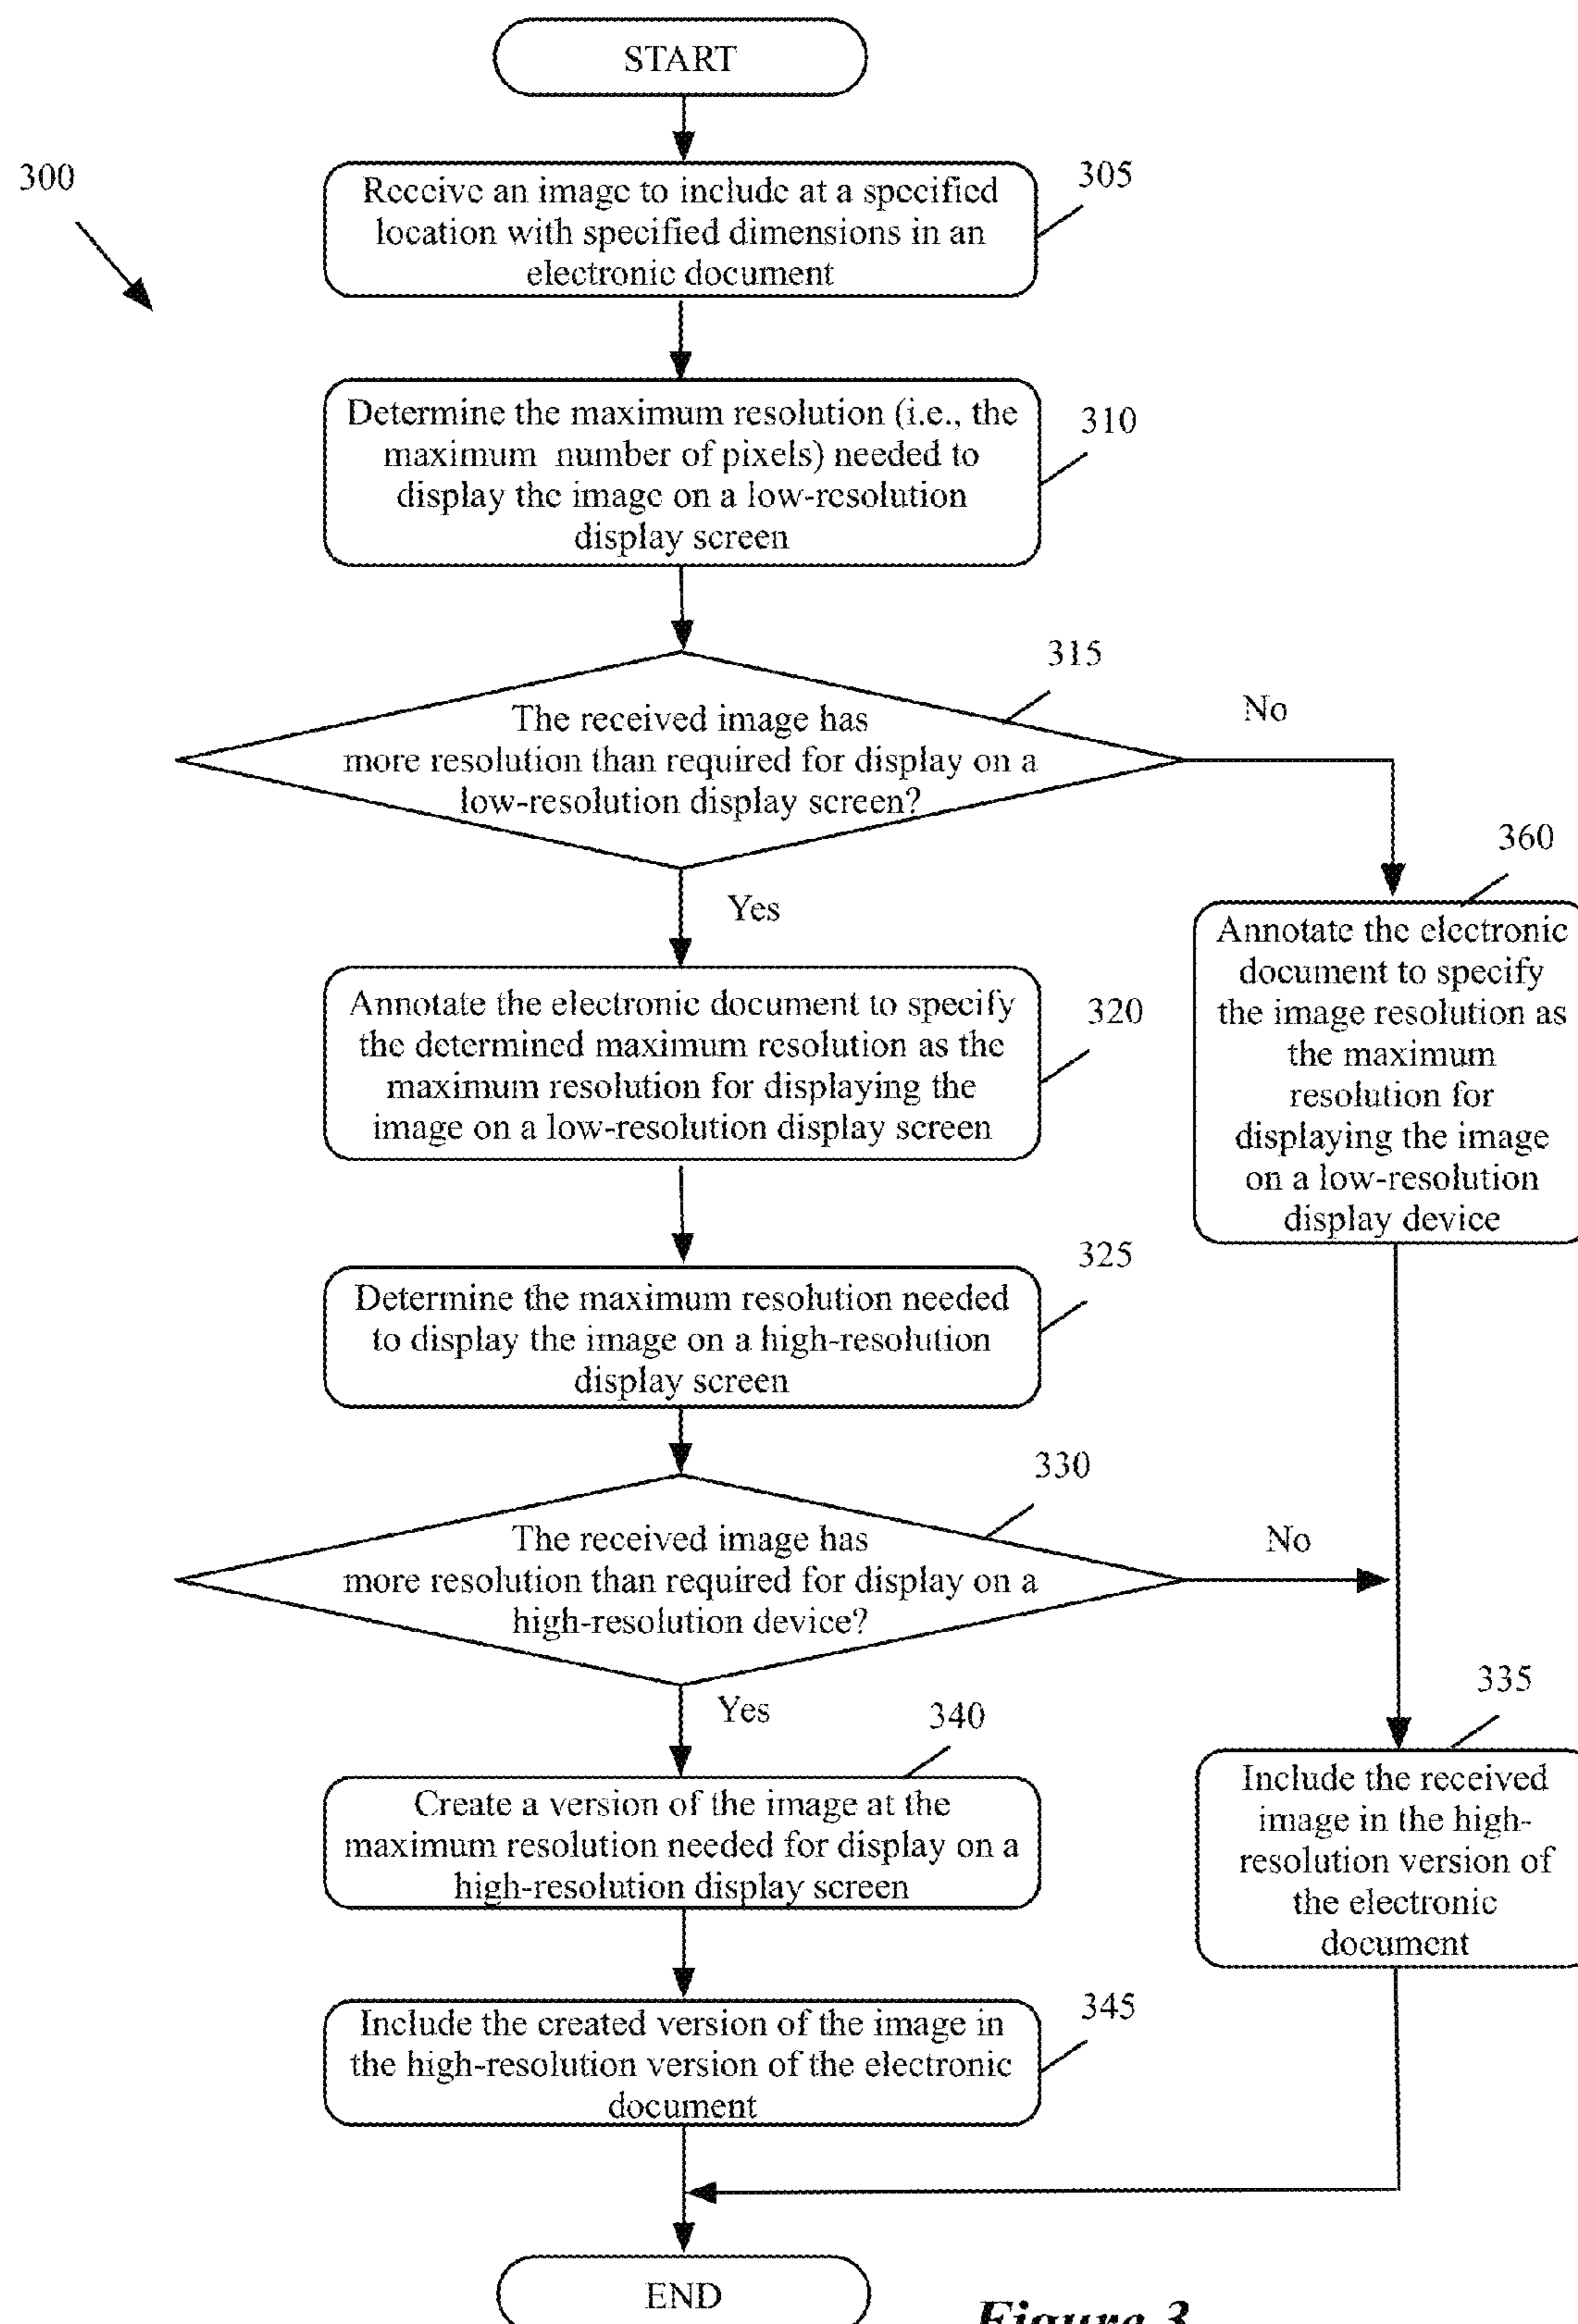 START
300
305
Receive an image to include at a specified
location with specified dimensions in an
electronic document
310
Determine the maximum resolution (i.e., the
maximum number of pixels) needed to
display the image on a low-resolution
display screen
315
The received image has
more resolution than required for display on a
low-resolution display screen?
No
Yes
360
Annotate the electronic
document to specify
the image resolution as
the maximum
resolution for
displaying the image
on a low-resolution
display device
320
Annotate the electronic document to specify
the determined maximum resolution as the
maximum resolution for displaying the
image on a low-resolution display screen
325
Determine the maximum resolution needed
to display the image on a high-resolution
display screen
330
The received image has
more resolution than required for display on a
high-resolution device?
No
Yes
335
Include the received
image in the high-
resolution version of
the electronic
document
340
Create a version of the image at the
maximum resolution needed for display on a
high-resolution display screen
345
Include the created version of the image in
the high-resolution version of the electronic
document
END
Figure 3